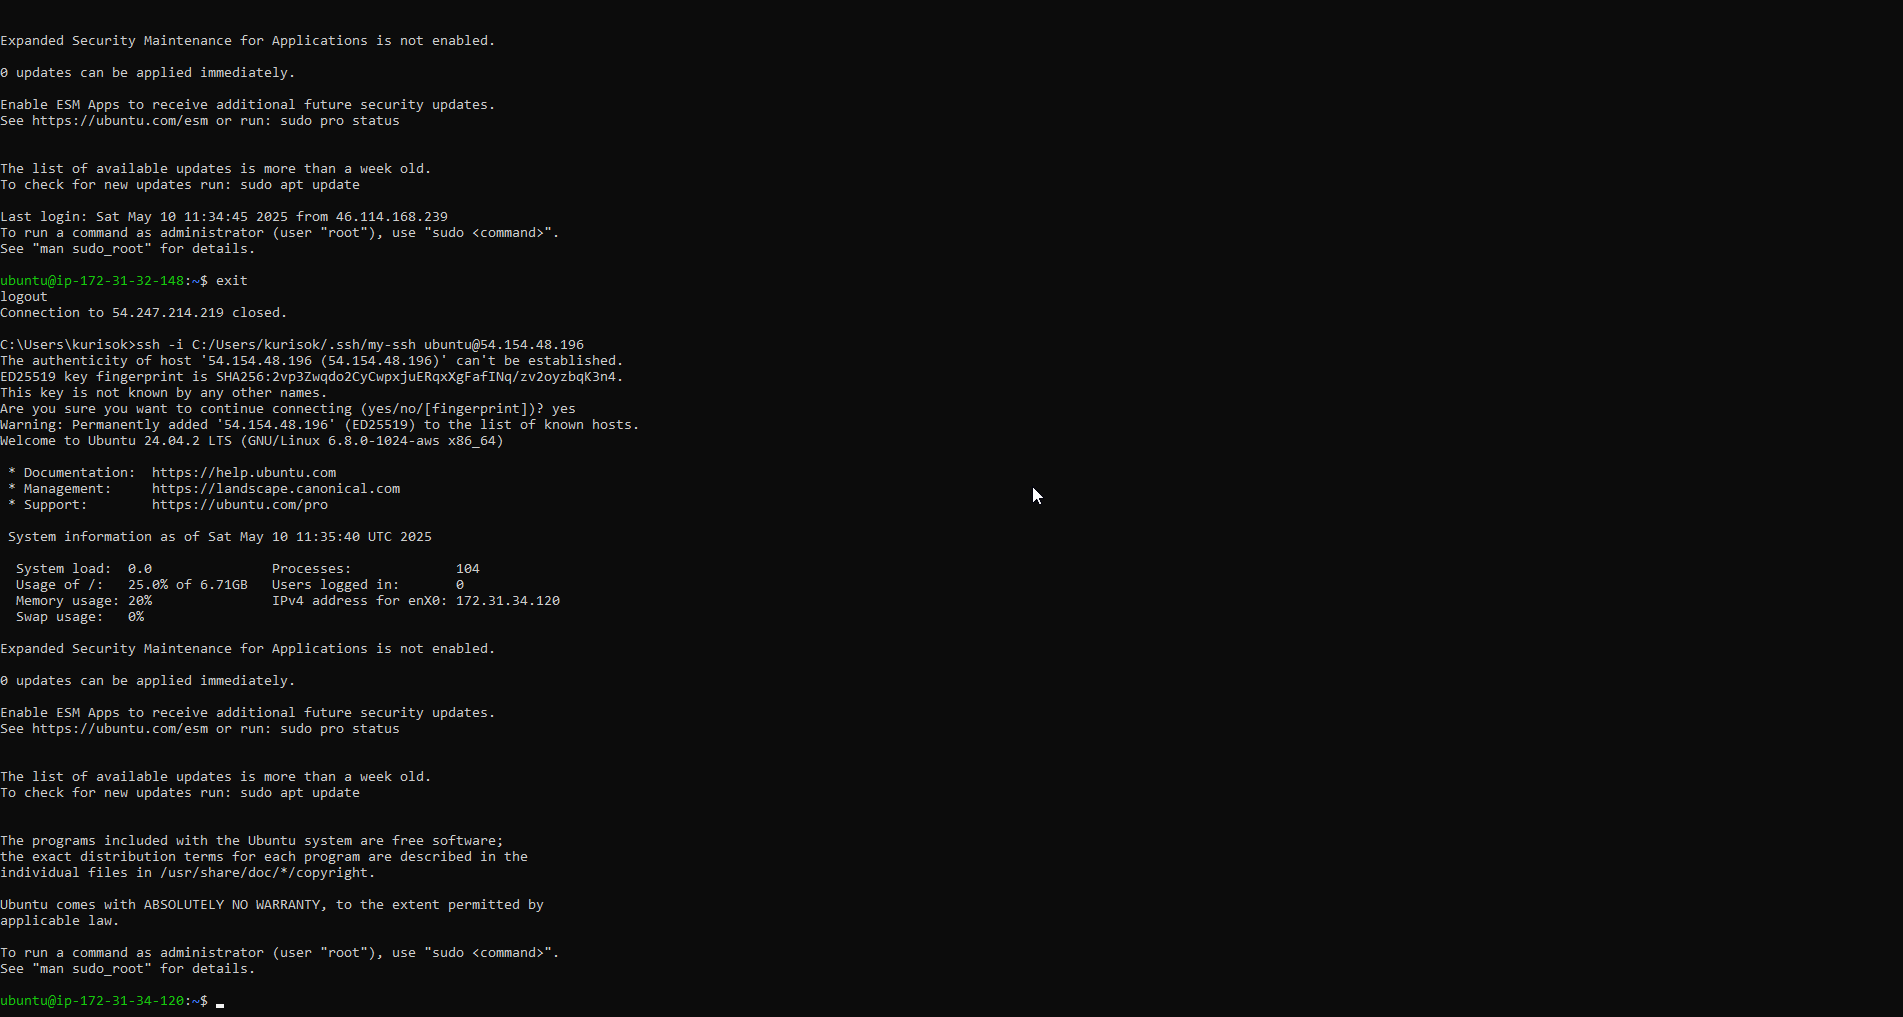 Expanded Security Maintenance for Applications is not enabled.
0 updates can be applied immediately.
Enable ESM Apps to receive additional future security updates.
See https://ubuntu.com/esm or run: sudo pro status
The list of available updates is more than a week old.
To check for new updates run: sudo apt update
Last login: Sat May 10 11:34:45 2025 from 46.114.168.239
To run a command as administrator (user "root"), use "sudo <command>".
See "man sudo_root" for details.
ubuntu@ip-172-31-32-148:~$ exit
logout
Connection to 54.247.214.219 closed.
C:\Users\kurisok>ssh -i C:/Users/kurisok/.ssh/my-ssh ubuntu@54.154.48.196
The authenticity of host '54.154.48.196 (54.154.48.196)' can't be established.
ED25519 key fingerprint is SHA256:2vp3Zwqdo2CyCwpxjuERqxXgFafINq/zv2oyzbqK3n4.
This key is not known by any other names.
Are you sure you want to continue connecting (yes/no/[fingerprint])? yes
Warning: Permanently added '54.154.48.196' (ED25519) to the list of known hosts.
Welcome to Ubuntu 24.04.2 LTS (GNU/Linux 6.8.0-1024-aws x86_64)
* Documentation:  https://help.ubuntu.com
* Management:     https://landscape.canonical.com
* Support:        https://ubuntu.com/pro
System information as of Sat May 10 11:35:40 UTC 2025
System load:  0.0               Processes:             104
Usage of /:   25.0% of 6.71GB   Users logged in:       0
Memory usage: 20%               IPv4 address for enX0: 172.31.34.120
Swap usage:   0%
Expanded Security Maintenance for Applications is not enabled.
0 updates can be applied immediately.
Enable ESM Apps to receive additional future security updates.
See https://ubuntu.com/esm or run: sudo pro status
The list of available updates is more than a week old.
To check for new updates run: sudo apt update
The programs included with the Ubuntu system are free software;
the exact distribution terms for each program are described in the
individual files in /usr/share/doc/*/copyright.
Ubuntu comes with ABSOLUTELY NO WARRANTY, to the extent permitted by
applicable law.
To run a command as administrator (user "root"), use "sudo <command>".
See "man sudo_root" for details.
ubuntu@ip-172-31-34-120:~$